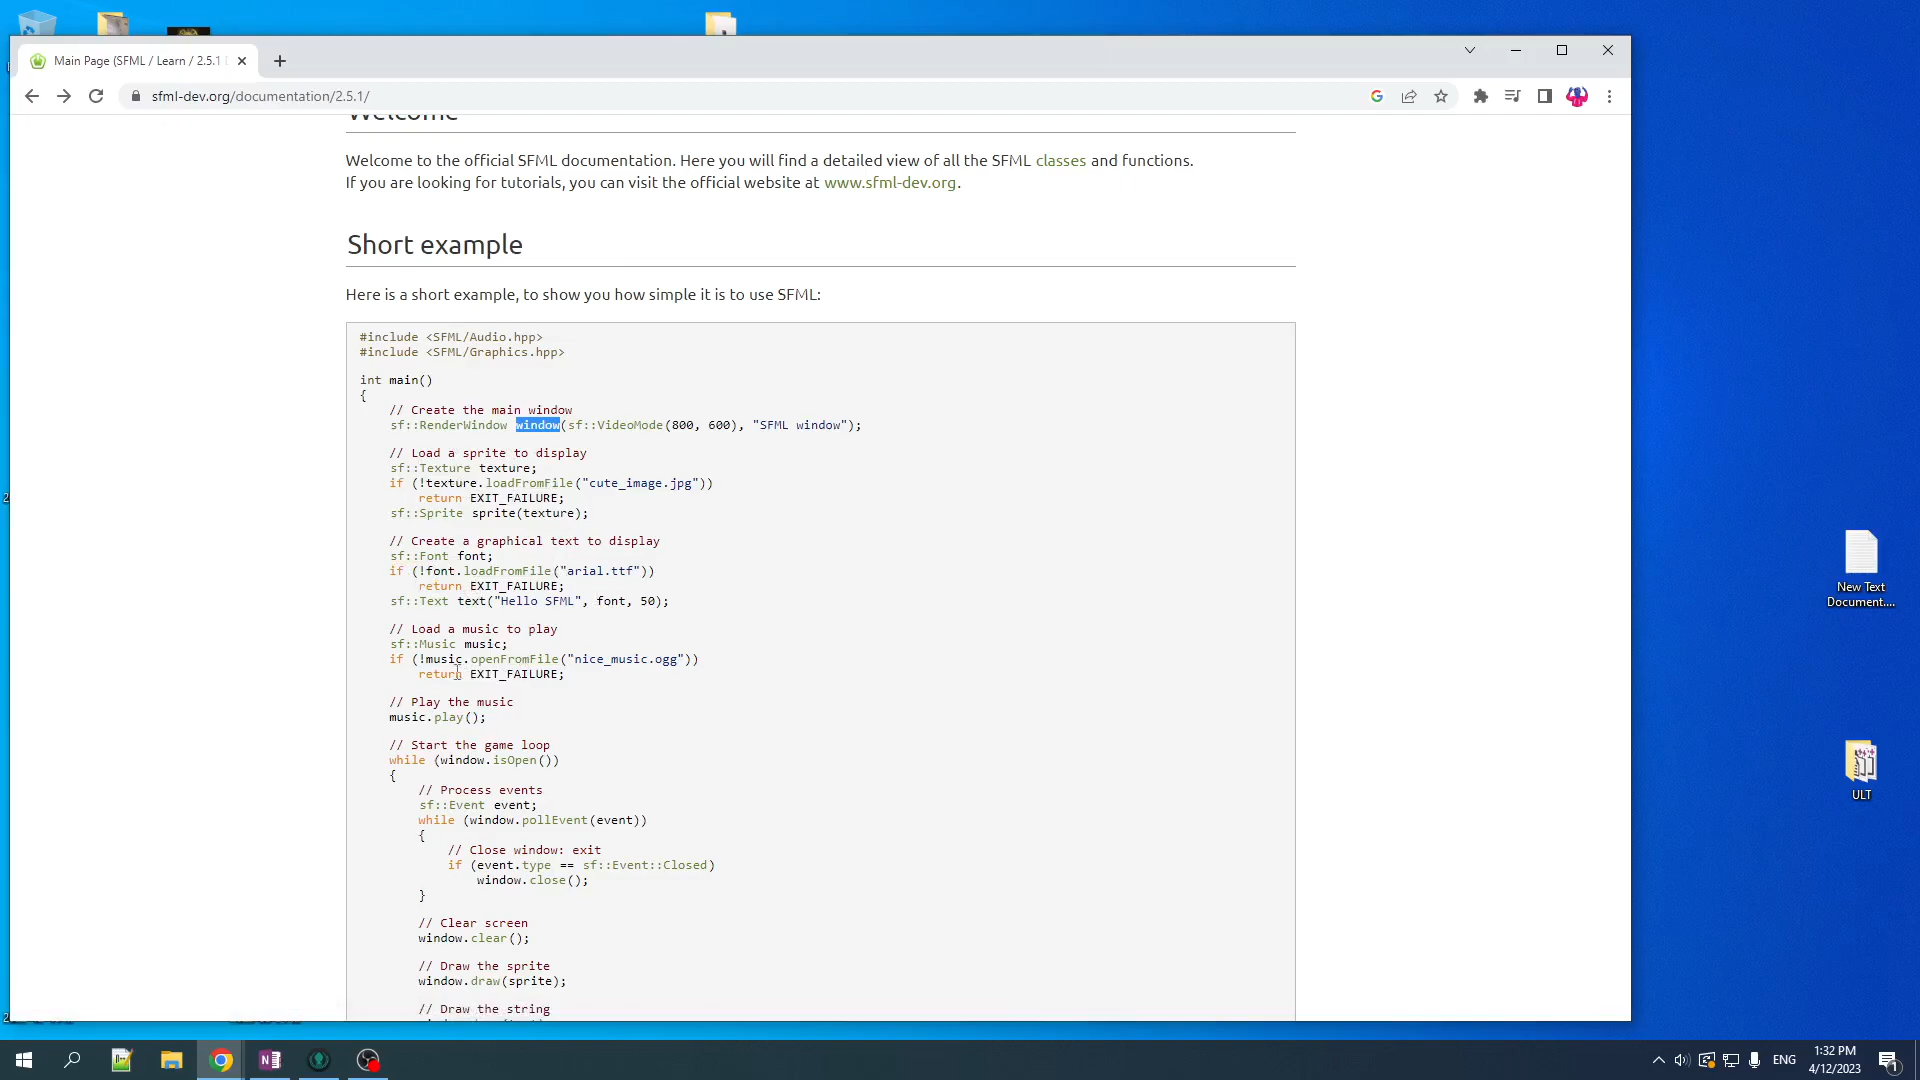 Main Page (SFML / Learn / 2.5.1
sfml-dev.org/documentation/2.5.1/
Welcome
Welcome to the official SFML documentation. Here you will find a detailed view of all the SFML classes and functions.
If you are looking for tutorials, you can visit the official website at www.sfml-dev.org.
Short example
Here is a short example, to show you how simple it is to use SFML:
#include <SFML/Audio.hpp>
#include <SFML/Graphics.hpp>
int main()
{
// Create the main window
sf::RenderWindow window(sf::VideoMode(800, 600), "SFML window");
// Load a sprite to display
sf::Texture texture;
if (!texture.loadFromFile("cute_image.jpg"))
return EXIT_FAILURE;
sf::Sprite sprite(texture);
// Create a graphical text to display
sf::Font font;
if (!font.loadFromFile("arial.ttf"))
return EXIT_FAILURE;
sf::Text text("Hello SFML", font, 50);
// Load a music to play
sf::Music music;
if (!music.openFromFile("nice_music.ogg"))
return EXIT_FAILURE;
// Play the music
music.play();
// Start the game loop
while (window.isOpen())
{
// Process events
sf::Event event;
while (window.pollEvent(event))
{
// Close window: exit
if (event.type == sf::Event::Closed)
window.close();
}
// Clear screen
window.clear();
// Draw the sprite
window.draw(sprite);
// Draw the string
New Text
Document....
ULT
ENG
1:32 PM
4/12/2023
1